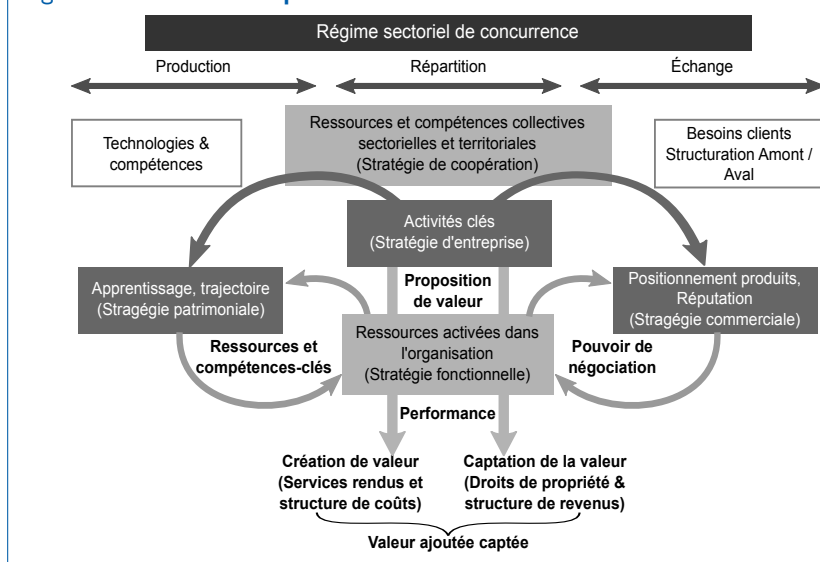 Régime sectoriel de concurrence
Production
Répartition
Échange
Technologies &
compétences
Ressources et compétences collectives
sectorielles et territoriales
(Stratégie de coopération)
Besoins clients
Structuration Amont /
Aval
Activités clés
(Stratégie d'entreprise)
Apprentissage, trajectoire
(Stragégie patrimoniale)
Proposition
de valeur
Positionnement produits,
Réputation
(Stragégie commerciale)
Ressources et
compétences-clés
Ressources activées dans
l'organisation
(Stratégie fonctionnelle)
Pouvoir de
négociation
Performance
Création de valeur
(Services rendus et
structure de coûts)
Captation de la valeur
(Droits de propriété &
structure de revenus)
Valeur ajoutée captée